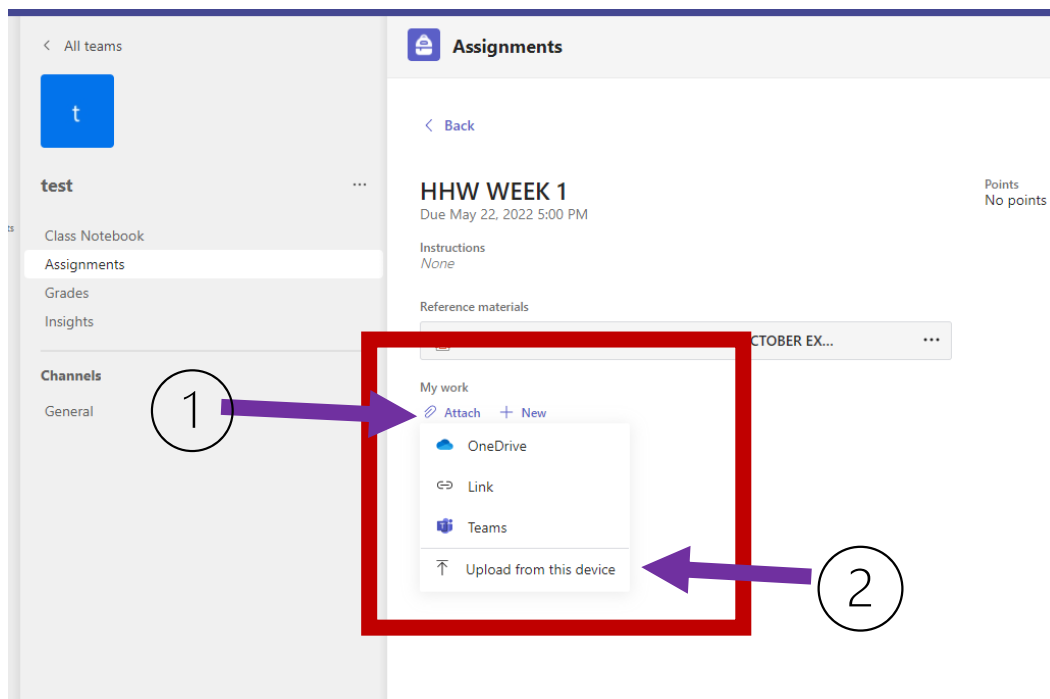 All teams
t
test
...
Class Notebook
Assignments
Grades
Insights
Channels
General
Assignments
Back
HHW WEEK 1
Due May 22, 2022 5:00 PM
Points
No points
Instructions
None
Reference materials
CTOBER EX... ...
My work
Attach + New
OneDrive
Link
Teams
Upload from this device
1
2